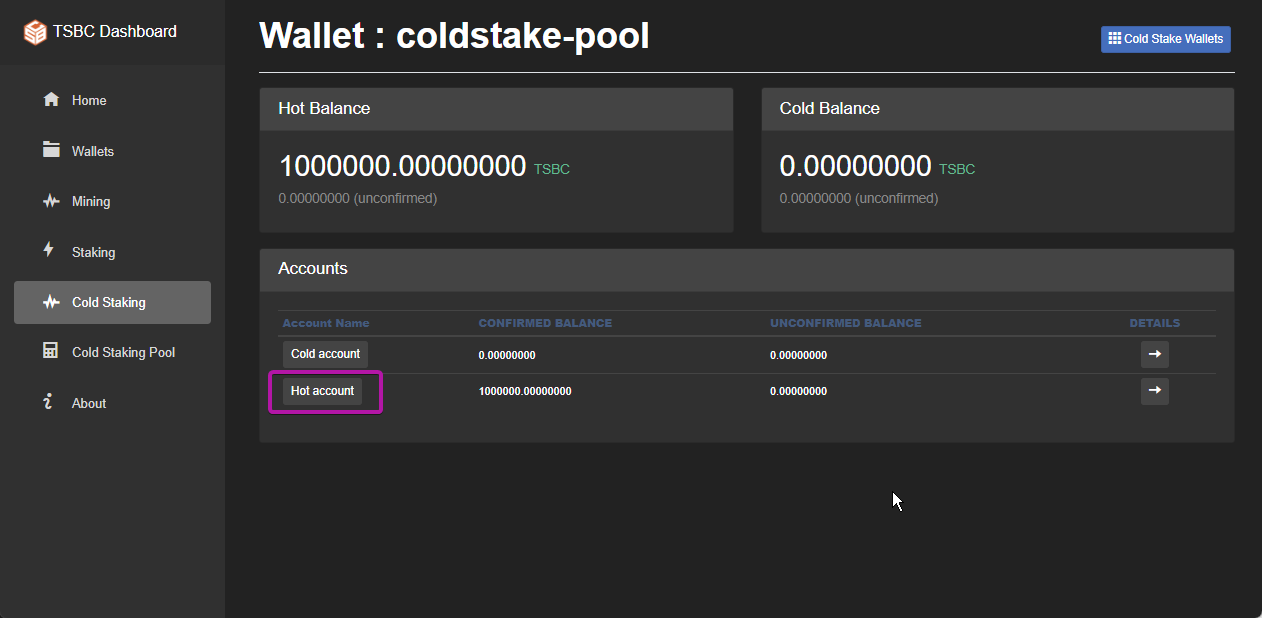 TSBC Dashboard
Home
Wallets
Mining
Staking
Cold Staking
Cold Staking Pool
About
Wallet : coldstake-pool
Cold Stake Wallets
Hot Balance
1000000.00000000 TSBC
0.00000000 (unconfirmed)
Cold Balance
0.00000000 TSBC
0.00000000 (unconfirmed)
Accounts
Account Name CONFIRMED BALANCE UNCONFIRMED BALANCE DETAILS
Cold account 0.00000000 0.00000000
Hot account 1000000.00000000 0.00000000